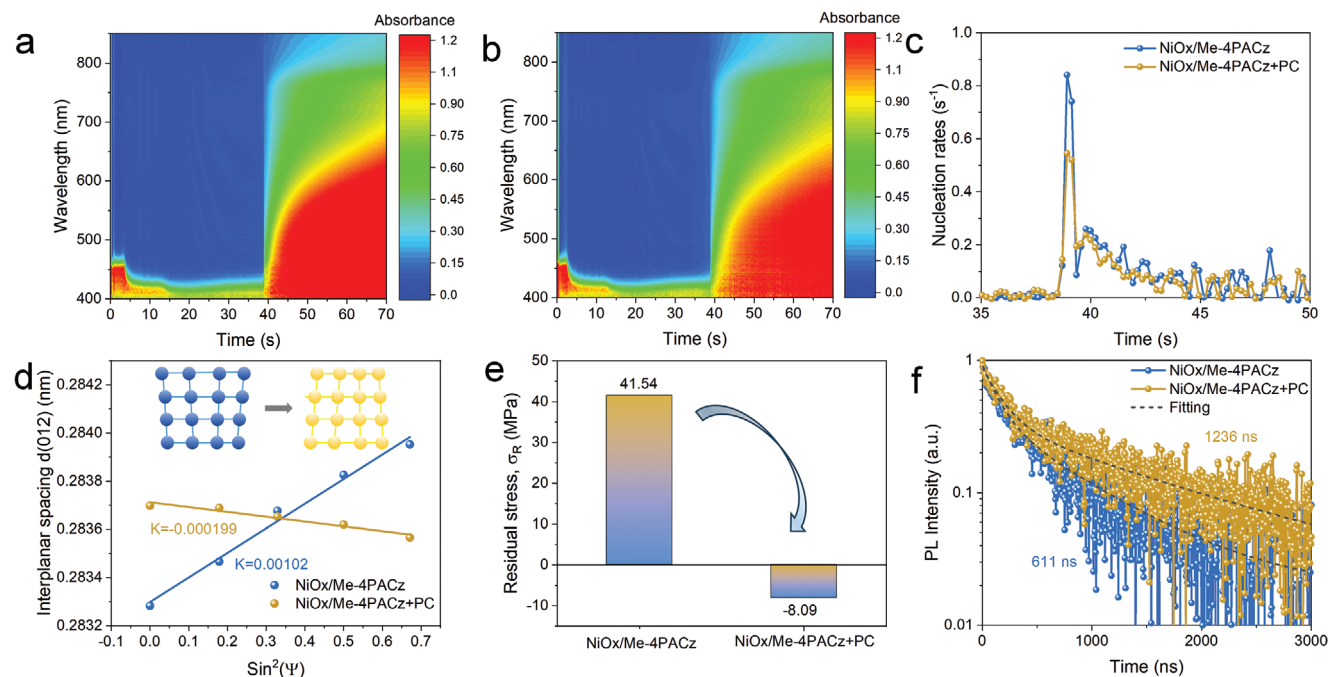 a
Absorbance
Wavelength (nm)
800
700
600
500
400
0 10 20 30 40 50 60 70
Time (s)
1.2
1.1
0.90
0.75
0.60
0.45
0.30
0.15
0.0
b
Absorbance
Wavelength (nm)
800
700
600
500
400
0 10 20 30 40 50 60 70
Time (s)
1.2
1.1
0.90
0.75
0.60
0.45
0.30
0.15
0.0
c
NiOx/Me-4PACz
NiOx/Me-4PACz+PC
Nucleation rates (s-1)
1.0
0.8
0.6
0.4
0.2
0.0
35 40 45 50
Time (s)
d
Interplanar spacing d(012) (nm)
0.2842
0.2840
0.2838
0.2836
0.2834
0.2832
K=-0.000199
K=0.00102
NiOx/Me-4PACz
NiOx/Me-4PACz+PC
-0.1 0.0 0.1 0.2 0.3 0.4 0.5 0.6 0.7
Sin2(Ψ)
e
Residual stress, σR (MPa)
50
40
30
20
10
0
-10
41.54
-8.09
NiOx/Me-4PACz NiOx/Me-4PACz+PC
f
NiOx/Me-4PACz
NiOx/Me-4PACz+PC
Fitting
1236 ns
611 ns
PL Intensity (a.u.)
1
0.1
0.01
0 1000 2000 3000
Time (ns)